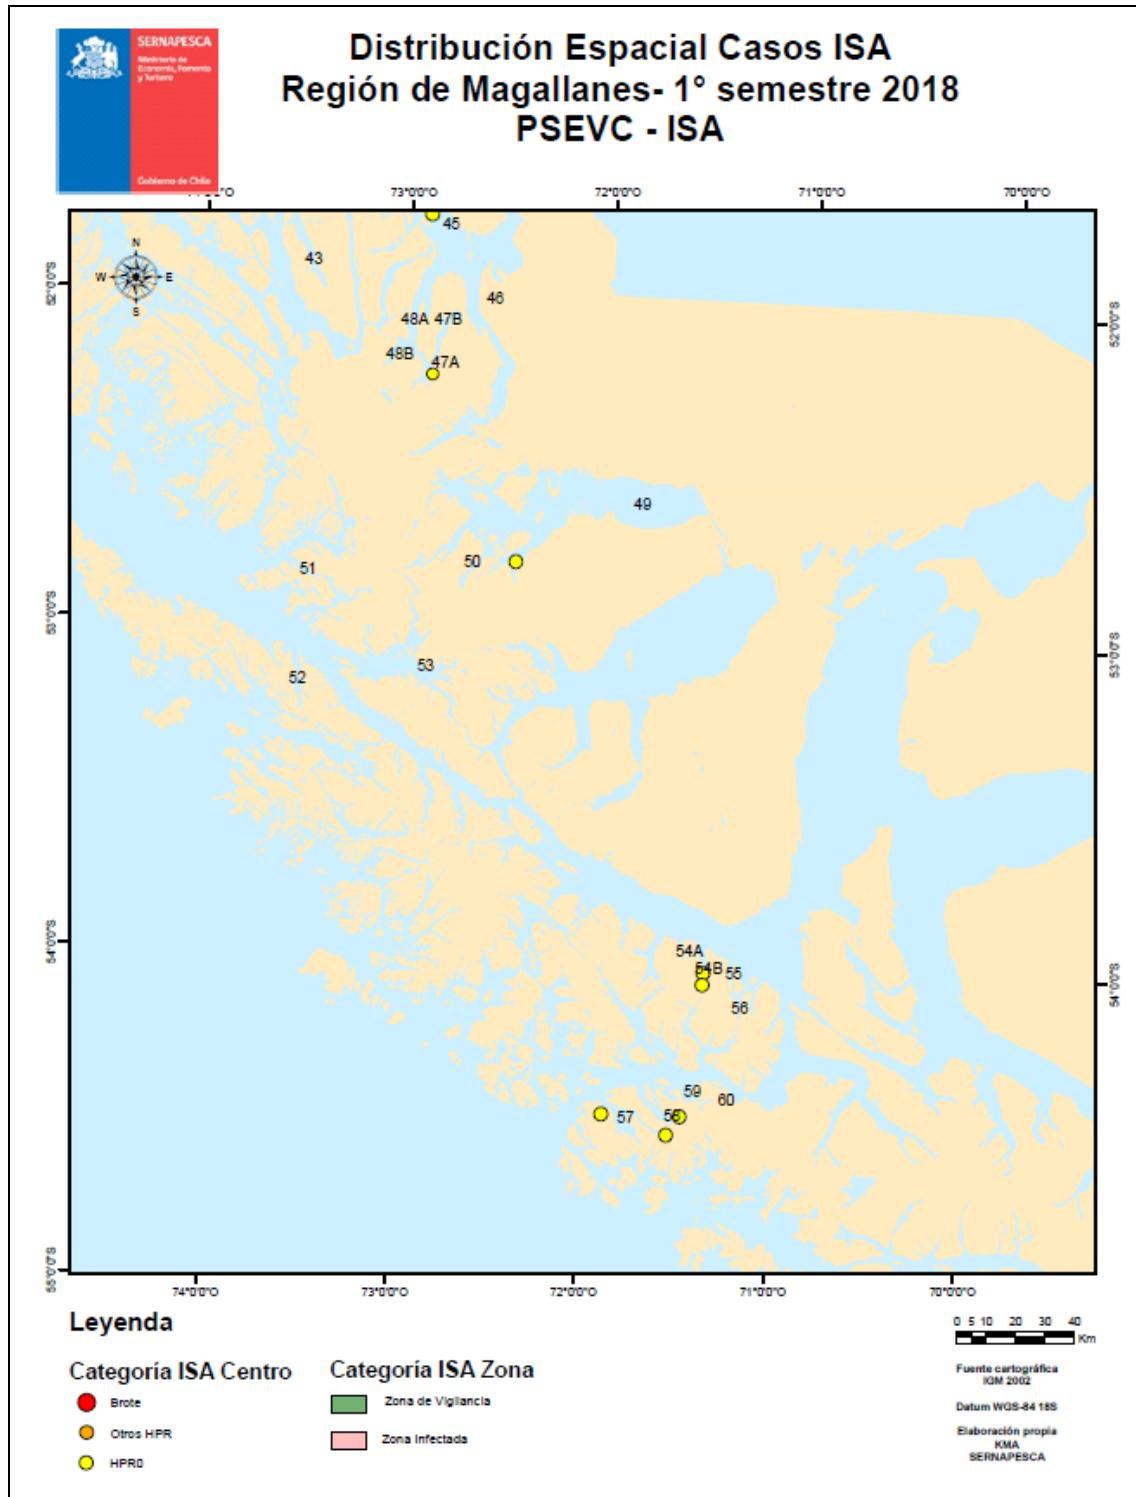 SERNAPESCA
Ministerio de
Economía, Fomento
y Turismo
Gobierno de Chile
Distribución Espacial Casos ISA
Región de Magallanes- 1° semestre 2018
PSEVC - ISA
73°0'0"O
72°0'0"O
71°0'0"O
70°0'0"O
52°0'0"S
53°0'0"S
54°0'0"S
55°0'0"S
52°0'0"S
53°0'0"S
54°0'0"S
N
W
E
S
45
43
46
48A
47B
48B
47A
49
50
51
53
52
54A
54B
55
56
59
60
57
58
74°0'0"O
73°0'0"O
72°0'0"O
71°0'0"O
70°0'0"O
Leyenda
Categoría ISA Centro
Brote
Otros HPR
HPR0
Categoría ISA Zona
Zona de Vigilancia
Zona Infectada
0 5 10 20 30 40
Km
Fuente cartográfica
IGM 2002
Datum WGS-84 18S
Elaboración propia
KMA
SERNAPESCA